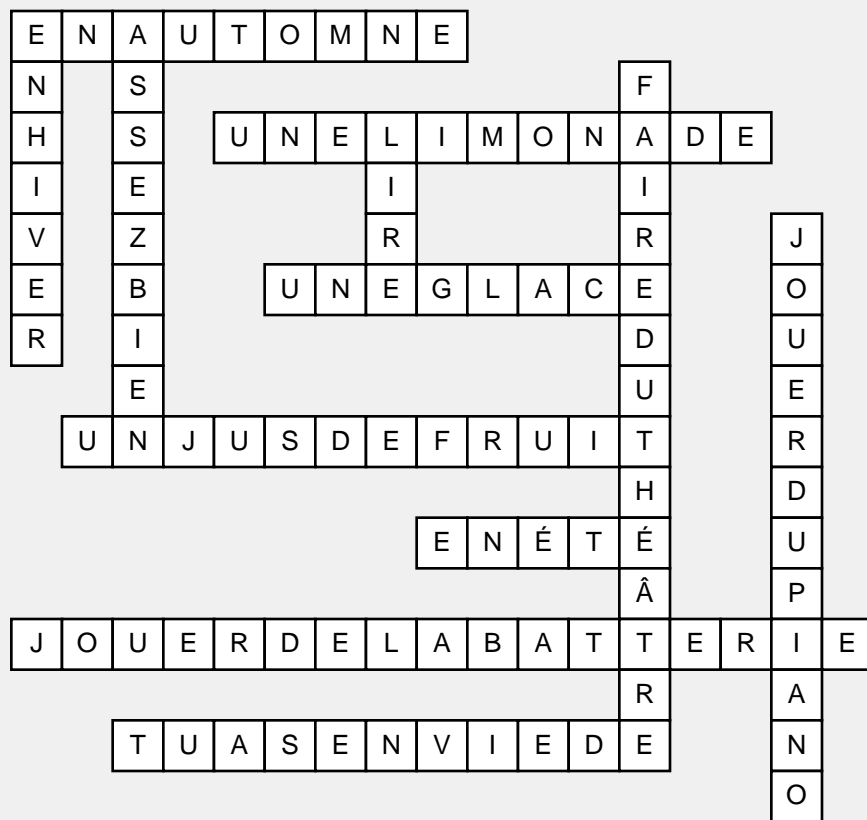 ENAUTOMNE
ENHIVER
ASSEZBIEN
FAIREDUTHÉÂTRE
UNELIMONADE
LIRE
JOUERDUPIANO
UNEGLACE
UNJUSDEFRUIT
ENÉTÉ
JOUERDELABATTERIE
TUASENVIEDE